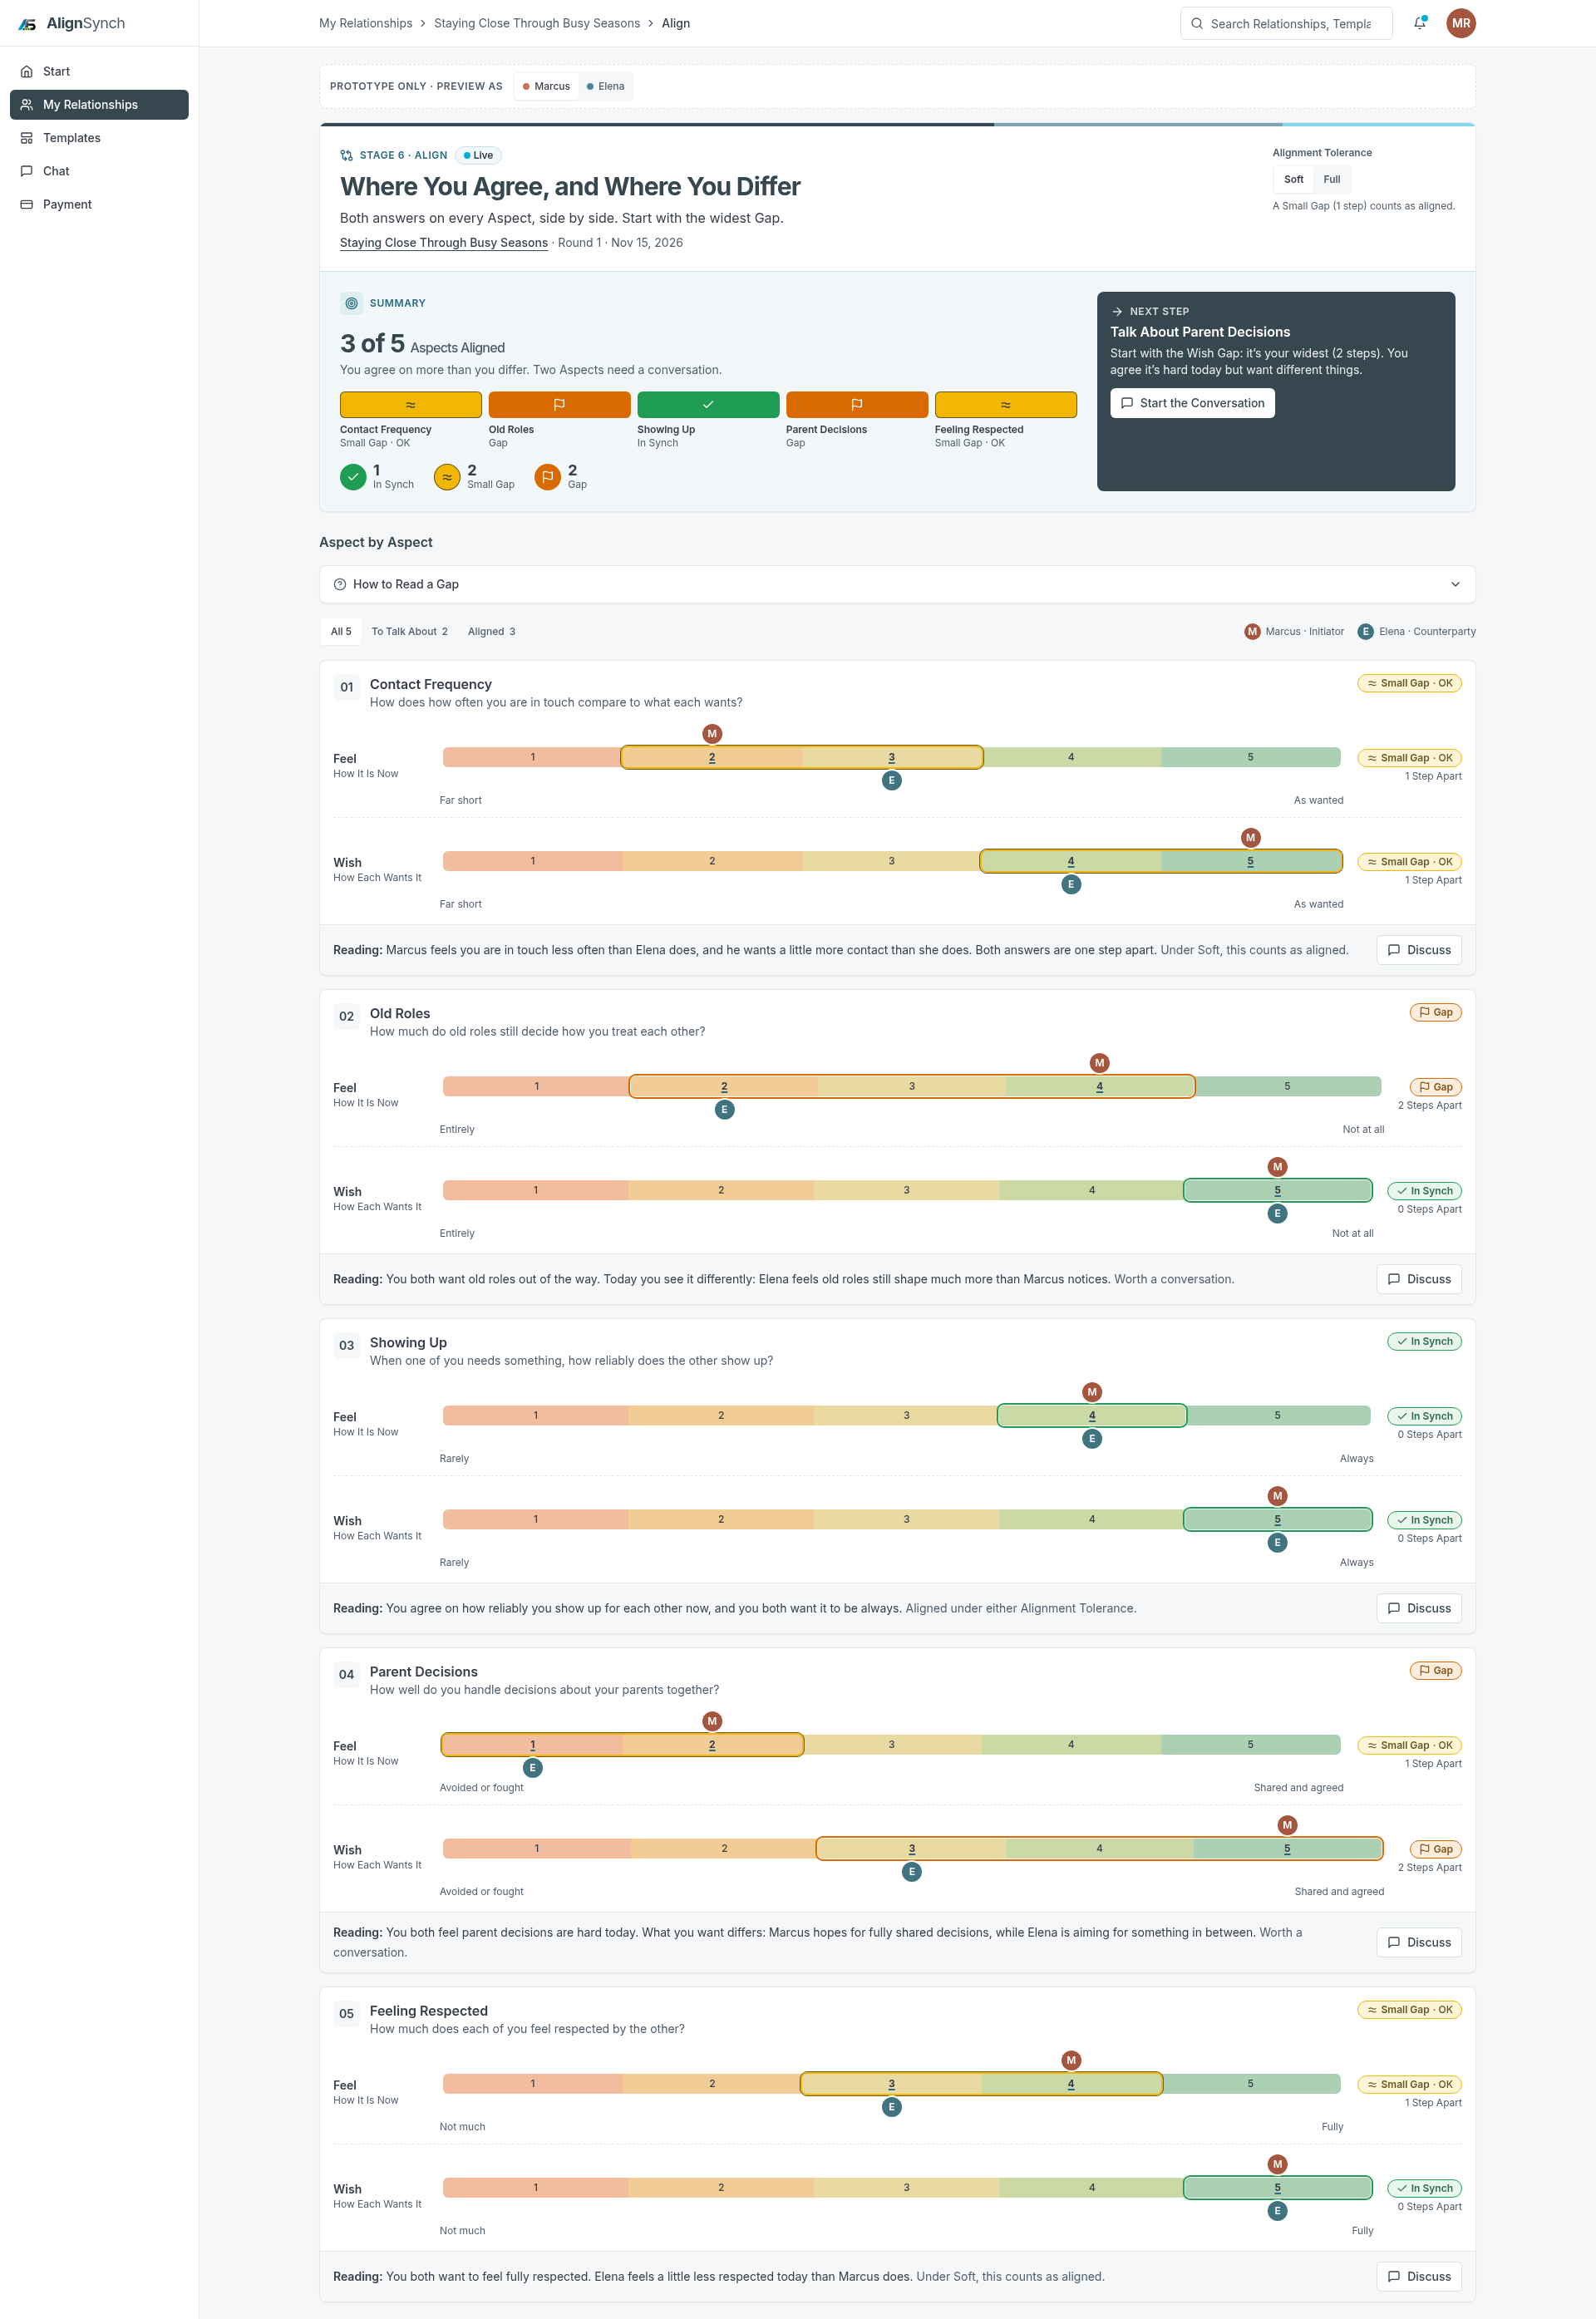 AlignSynch
Start
My Relationships
Templates
Chat
Payment
My Relationships > Staying Close Through Busy Seasons > Align
Search Relationships, Templa
MR
PROTOTYPE ONLY · PREVIEW AS
Marcus
Elena
STAGE 6 · ALIGN
Live
Where You Agree, and Where You Differ
Both answers on every Aspect, side by side. Start with the widest Gap.
Staying Close Through Busy Seasons · Round 1 · Nov 15, 2026
Alignment Tolerance
Soft Full
A Small Gap (1 step) counts as aligned.
SUMMARY
3 of 5 Aspects Aligned
You agree on more than you differ. Two Aspects need a conversation.
Contact Frequency
Small Gap · OK
Old Roles
Gap
Showing Up
In Synch
Parent Decisions
Gap
Feeling Respected
Small Gap · OK
1
In Synch
2
Small Gap
2
Gap
NEXT STEP
Talk About Parent Decisions
Start with the Wish Gap: it's your widest (2 steps). You
agree it's hard today but want different things.
Start the Conversation
Aspect by Aspect
How to Read a Gap
All 5 To Talk About 2 Aligned 3
M Marcus · Initiator E Elena · Counterparty
01
Contact Frequency
How does how often you are in touch compare to what each wants?
Small Gap · OK
M
Feel
How It Is Now
1 2 3 4 5
E
Small Gap · OK
1 Step Apart
Far short As wanted
M
Wish
How Each Wants It
1 2 3 4 5
E
Small Gap · OK
1 Step Apart
Far short As wanted
Reading: Marcus feels you are in touch less often than Elena does, and he wants a little more contact than she does. Both answers are one step apart. Under Soft, this counts as aligned.
Discuss
02
Old Roles
How much do old roles still decide how you treat each other?
Gap
M
Feel
How It Is Now
1 2 3 4 5
E
Gap
2 Steps Apart
Entirely Not at all
M
Wish
How Each Wants It
1 2 3 4 5
E
In Synch
0 Steps Apart
Entirely Not at all
Reading: You both want old roles out of the way. Today you see it differently: Elena feels old roles still shape much more than Marcus notices. Worth a conversation.
Discuss
03
Showing Up
When one of you needs something, how reliably does the other show up?
In Synch
M
Feel
How It Is Now
1 2 3 4 5
E
In Synch
0 Steps Apart
Rarely Always
M
Wish
How Each Wants It
1 2 3 4 5
E
In Synch
0 Steps Apart
Rarely Always
Reading: You agree on how reliably you show up for each other now, and you both want it to be always. Aligned under either Alignment Tolerance.
Discuss
04
Parent Decisions
How well do you handle decisions about your parents together?
Gap
M
Feel
How It Is Now
1 2 3 4 5
E
Small Gap · OK
1 Step Apart
Avoided or fought Shared and agreed
M
Wish
How Each Wants It
1 2 3 4 5
E
Gap
2 Steps Apart
Avoided or fought Shared and agreed
Reading: You both feel parent decisions are hard today. What you want differs: Marcus hopes for fully shared decisions, while Elena is aiming for something in between. Worth a
conversation.
Discuss
05
Feeling Respected
How much does each of you feel respected by the other?
Small Gap · OK
M
Feel
How It Is Now
1 2 3 4 5
E
Small Gap · OK
1 Step Apart
Not much Fully
M
Wish
How Each Wants It
1 2 3 4 5
E
In Synch
0 Steps Apart
Not much Fully
Reading: You both want to feel fully respected. Elena feels a little less respected today than Marcus does. Under Soft, this counts as aligned.
Discuss